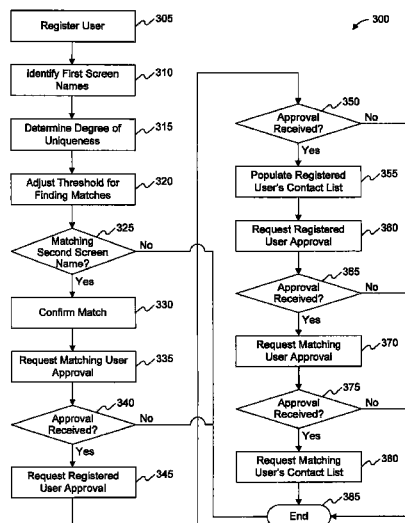 300
Register User
305
Identify First Screen
Names
310
Determine Degree of
Uniqueness
315
Adjust Threshold for
Finding Matches
320
325
Matching
Second Screen
Name?
No
Yes
Confirm Match
330
Request Matching User
Approval
335
340
Approval
Received?
No
Yes
Request Registered
User Approval
345
350
Approval
Received?
No
Yes
Populate Registered
User's Contact List
355
Request Registered
User Approval
360
365
Approval
Received?
No
Yes
Request Matching
User Approval
370
375
Approval
Received?
No
Yes
Request Matching
User's Contact List
380
End
385